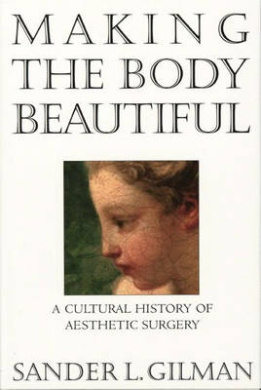 MAKING
THE BODY
BEAUTIFUL
A CULTURAL HISTORY OF
AESTHETIC SURGERY
SANDER L. GILMAN